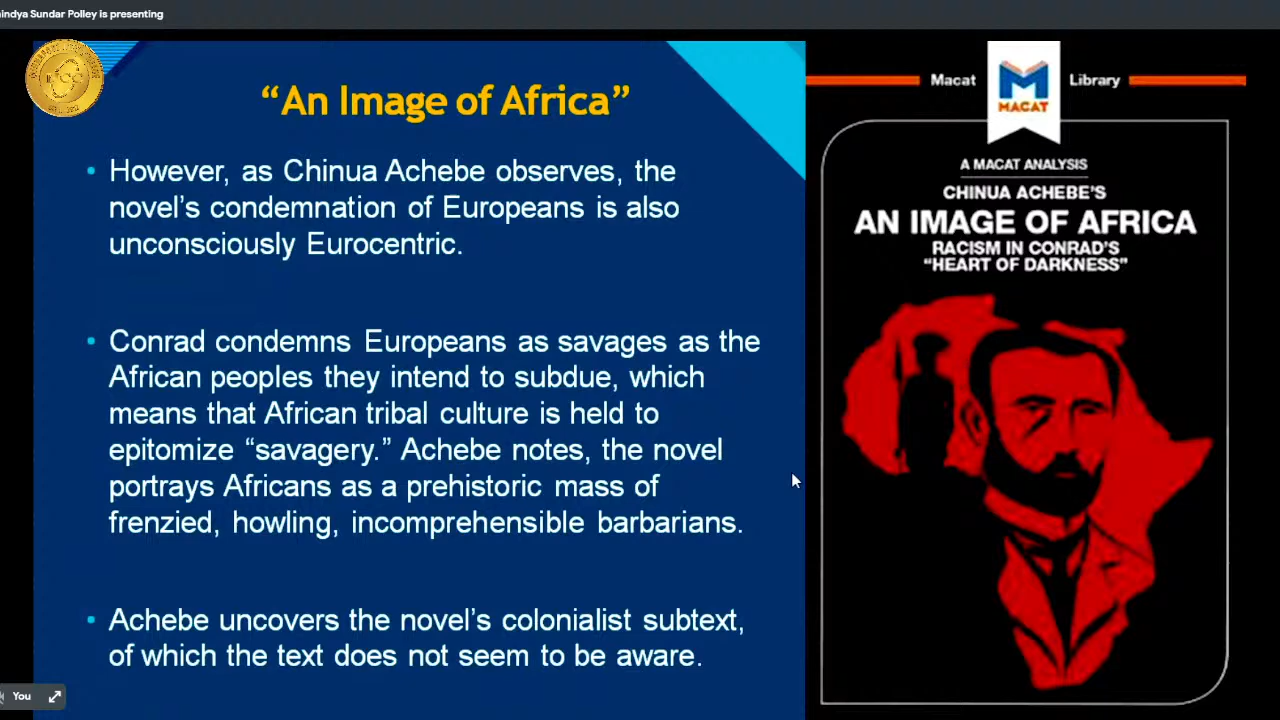 indya Sundar Polley is presenting
“An Image of Africa”
• However, as Chinua Achebe observes, the
novel’s condemnation of Europeans is also
unconsciously Eurocentric.
• Conrad condemns Europeans as savages as the
African peoples they intend to subdue, which
means that African tribal culture is held to
epitomize “savagery.” Achebe notes, the novel
portrays Africans as a prehistoric mass of
frenzied, howling, incomprehensible barbarians.
• Achebe uncovers the novel’s colonialist subtext,
of which the text does not seem to be aware.
You
Macat
Library
MACAT
A MACAT ANALYSIS
CHINUA ACHEBE’S
AN IMAGE OF AFRICA
RACISM IN CONRAD’S
“HEART OF DARKNESS”